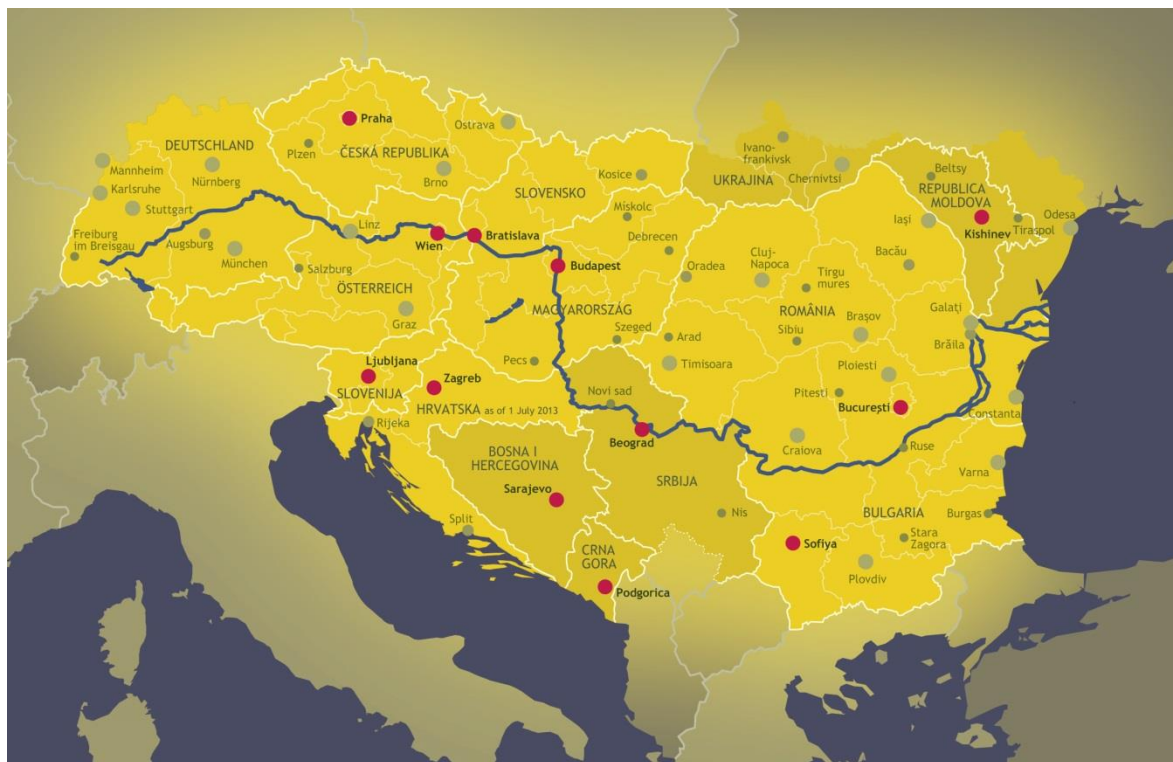 Praha
Ostrava
DEUTSCHLAND
Plzen
ČESKÁ REPUBLIKA
Mannheim
Nürnberg
Brno
Karlsruhe
Stuttgart
SLOVENSKO
Kosice
Ivano-
frankivsk
UKRAJINA
Chernivtsi
Beltsy
REPUBLICA
MOLDOVA
Kishinev
Tiraspol
Odesa
Freiburg
im Breisgau
Augsburg
München
Linz
Wien
Bratislava
Miskolc
Debrecen
Budapest
Oradea
Cluj-
Napoca
Tîrgu
mures
Iași
Bacău
Salzburg
ÖSTERREICH
Graz
MAGYARORSZÁG
Szeged
Arad
Timisoara
ROMÂNIA
Sibiu
Brașov
Galați
Brăila
Ljubljana
SLOVENIJA
Zagreb
Pecs
HRVATSKA as of 1 July 2013
Rijeka
Novi sad
Beograd
Pitesti
Ploiesti
București
Constanta
Craiova
Ruse
Varna
BOSNA I
HERCEGOVINA
Sarajevo
SRBIJA
Split
Nis
BULGARIA
Burgas
Stara
Zagora
Sofiya
Plovdiv
CRNA
GORA
Podgorica